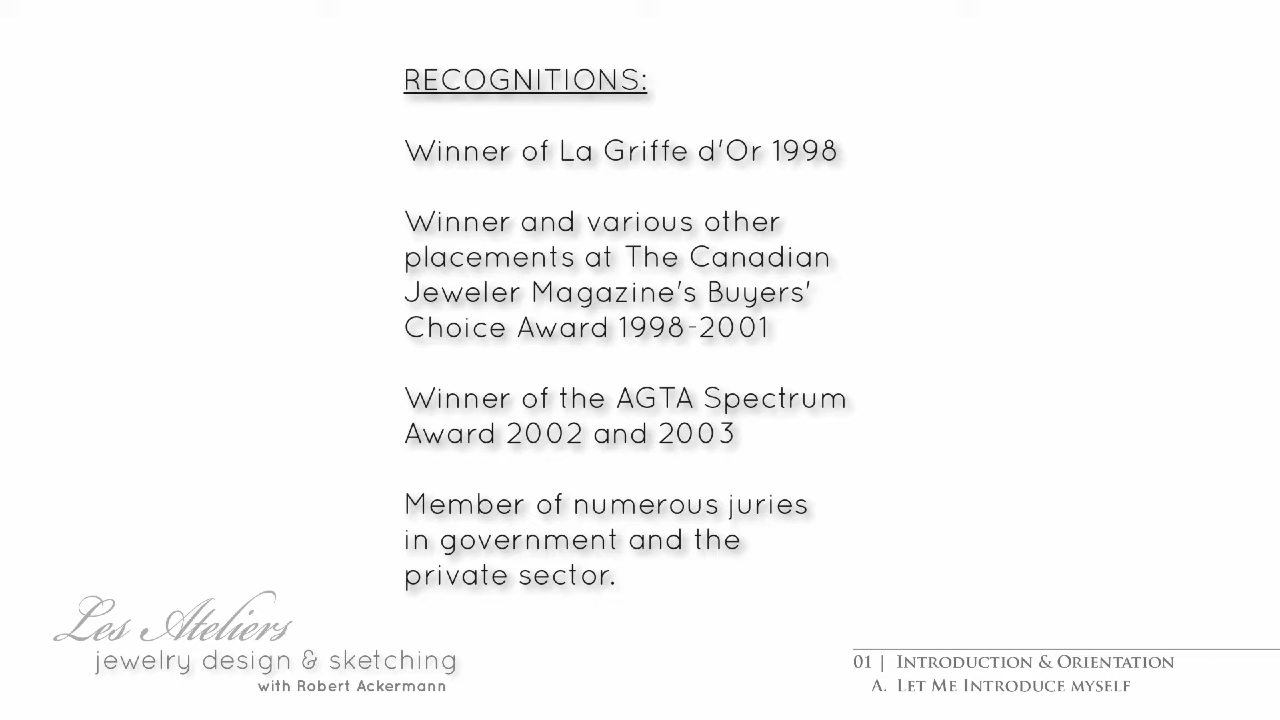 RECOGNITIONS:
Winner of La Griffe d'Or 1998
Winner and various other
placements at The Canadian
Jeweler Magazine's Buyers'
Choice Award 1998-2001
Winner of the AGTA Spectrum
Award 2002 and 2003
Member of numerous juries
in government and the
private sector.
Les Ateliers
jewelry design & sketching
with Robert Ackermann
01 | INTRODUCTION & ORIENTATION
A. LET ME INTRODUCE MYSELF